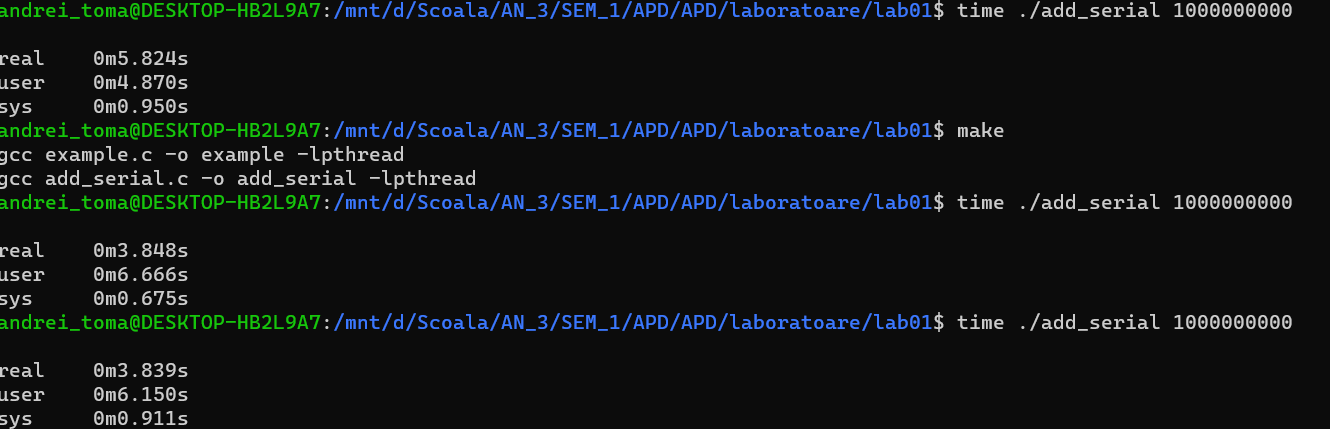 andrei_toma@DESKTOP-HB2L9A7:/mnt/d/Scoala/AN_3/SEM_1/APD/APD/laboratoare/lab01$ time ./add_serial 1000000000
real    0m5.824s
user    0m4.870s
sys     0m0.950s
andrei_toma@DESKTOP-HB2L9A7:/mnt/d/Scoala/AN_3/SEM_1/APD/APD/laboratoare/lab01$ make
gcc example.c -o example -lpthread
gcc add_serial.c -o add_serial -lpthread
andrei_toma@DESKTOP-HB2L9A7:/mnt/d/Scoala/AN_3/SEM_1/APD/APD/laboratoare/lab01$ time ./add_serial 1000000000
real    0m3.848s
user    0m6.666s
sys     0m0.675s
andrei_toma@DESKTOP-HB2L9A7:/mnt/d/Scoala/AN_3/SEM_1/APD/APD/laboratoare/lab01$ time ./add_serial 1000000000
real    0m3.839s
user    0m6.150s
sys     0m0.911s